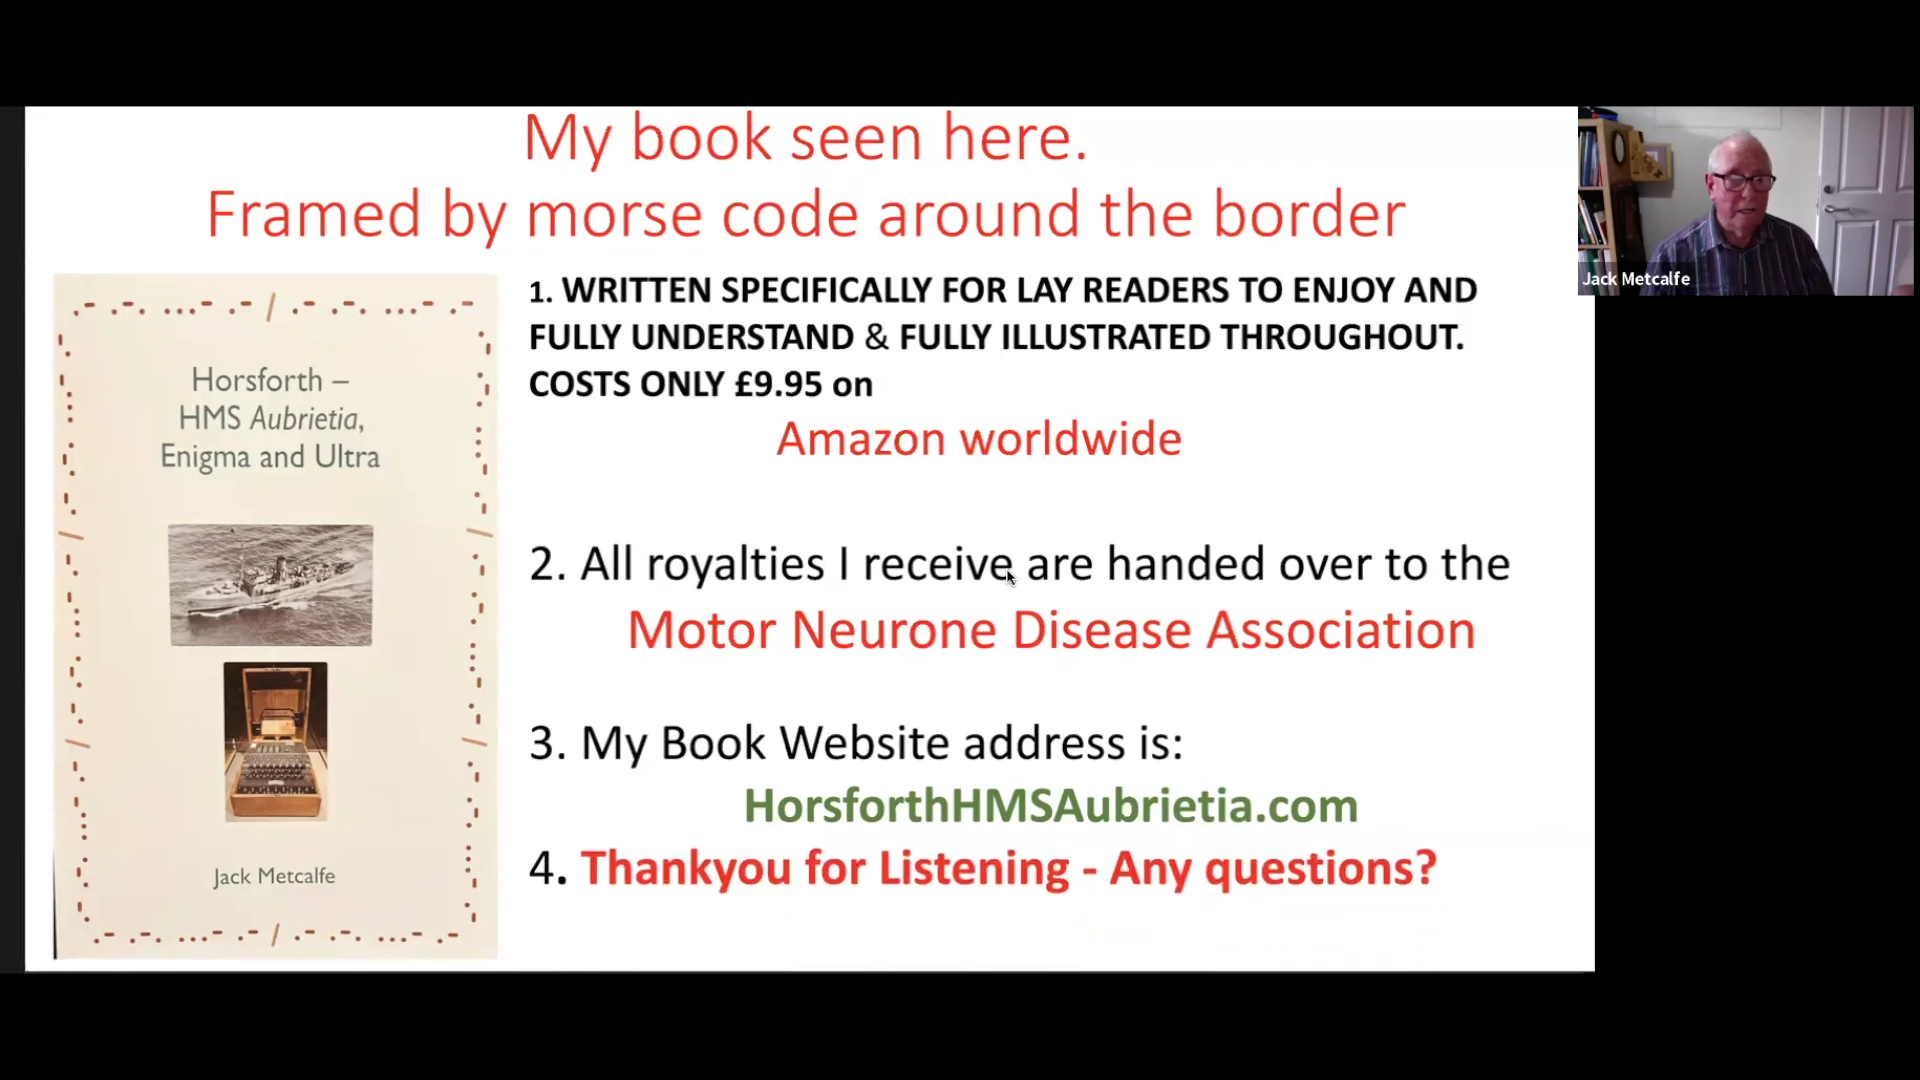 My book seen here.
Framed by morse code around the border
Horsforth –
HMS Aubrietia,
Enigma and Ultra
Jack Metcalfe
1. WRITTEN SPECIFICALLY FOR LAY READERS TO ENJOY AND
FULLY UNDERSTAND & FULLY ILLUSTRATED THROUGHOUT.
COSTS ONLY £9.95 on
Amazon worldwide
2. All royalties I receive are handed over to the
Motor Neurone Disease Association
3. My Book Website address is:
HorsforthHMSAubrietia.com
4. Thankyou for Listening - Any questions?
Jack Metcalfe